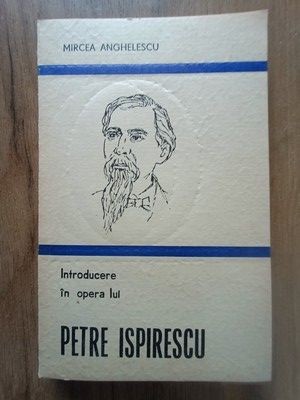 MIRCEA ANGHELESCU
Introducere
în opera lui
PETRE ISPIRESCU